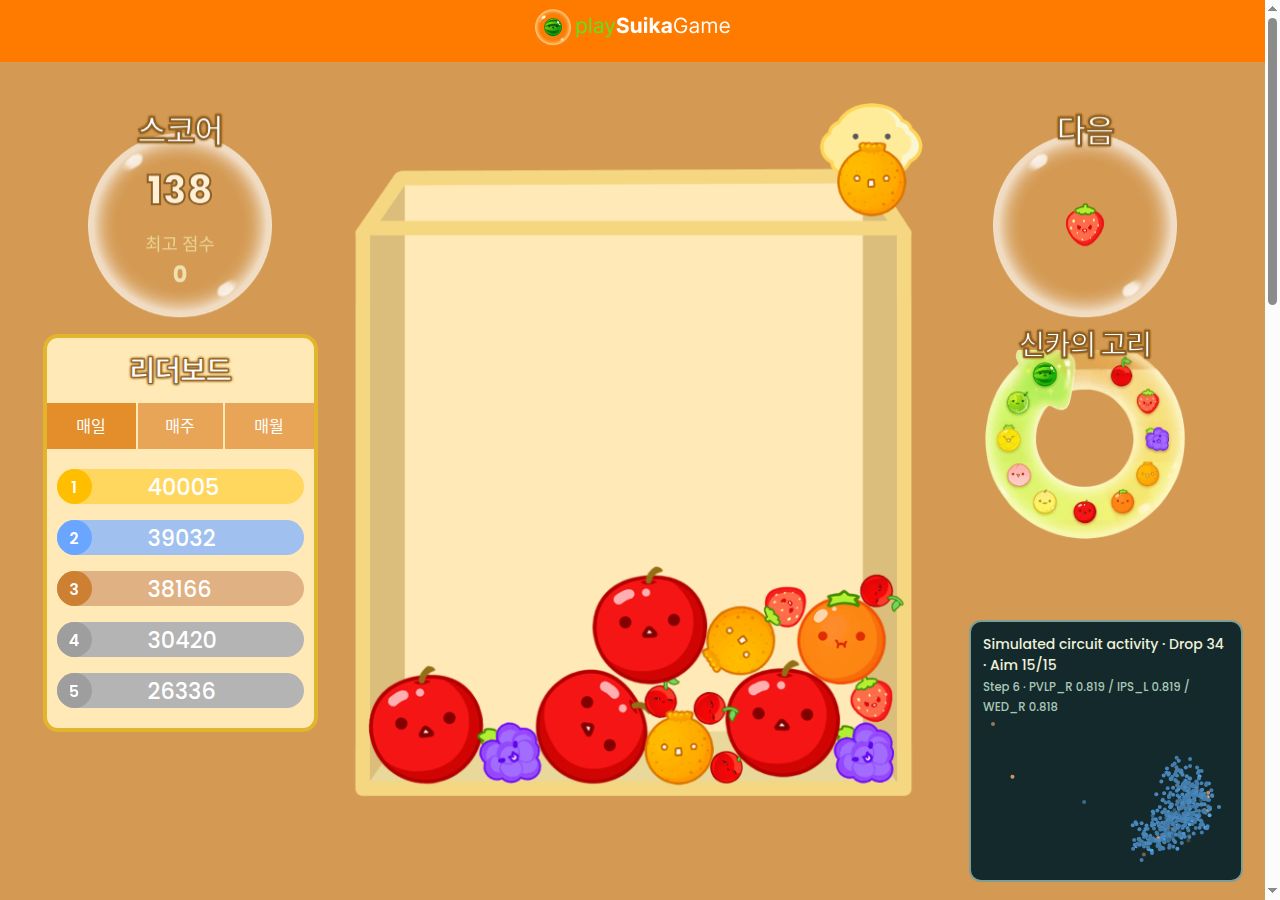 playSuikaGame
스코어
138
최고 점수
0
다음
리더보드
매일 매주 매월
1 40005
2 39032
3 38166
4 30420
5 26336
신카의 고리
Simulated circuit activity · Drop 34
· Aim 15/15
Step 6 · PVLP_R 0.819 / IPS_L 0.819 /
WED_R 0.818